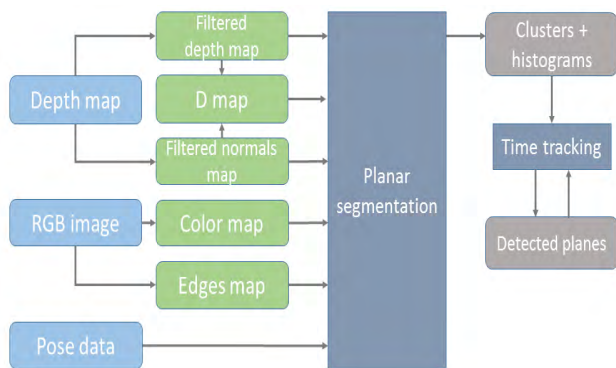 Filtered
depth map
Depth map
D map
Filtered normals
map
RGB image
Color map
Edges map
Pose data
Planar
segmentation
Clusters +
histograms
Time tracking
Detected planes